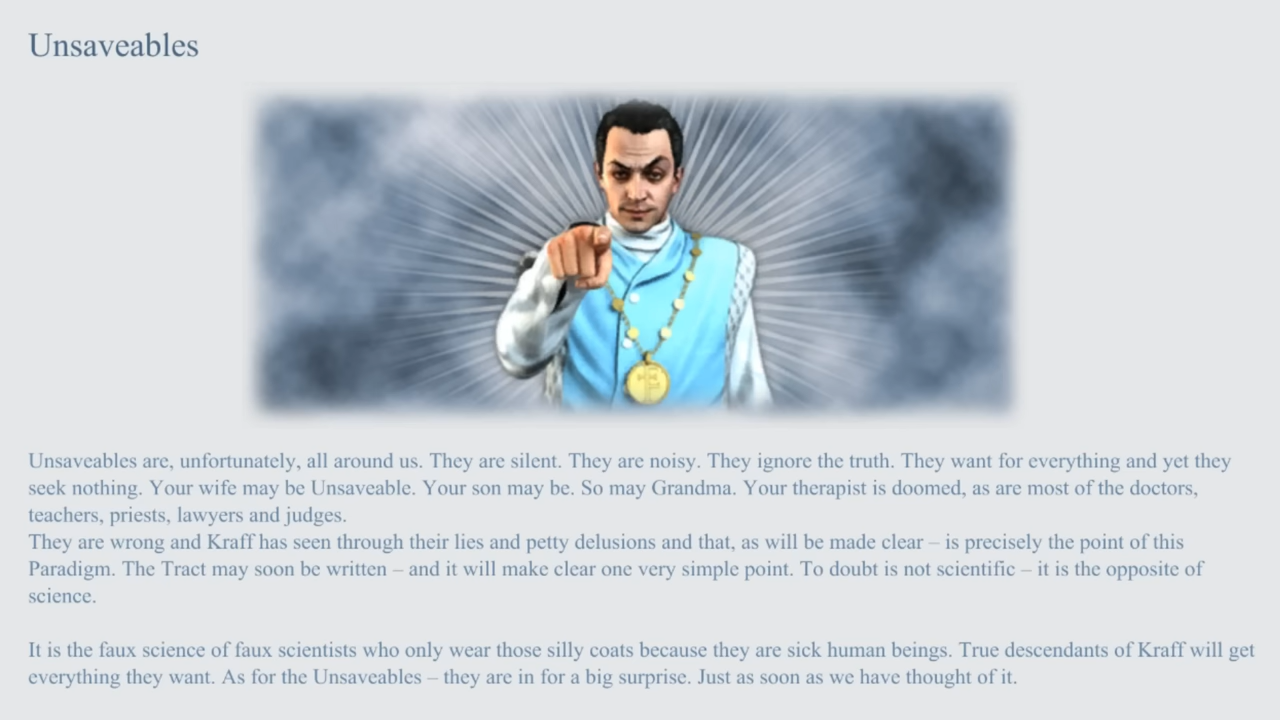 Unsaveables
Unsaveables are, unfortunately, all around us. They are silent. They are noisy. They ignore the truth. They want for everything and yet they
seek nothing. Your wife may be Unsaveable. Your son may be. So may Grandma. Your therapist is doomed, as are most of the doctors,
teachers, priests, lawyers and judges.
They are wrong and Kraff has seen through their lies and petty delusions and that, as will be made clear – is precisely the point of this
Paradigm. The Tract may soon be written – and it will make clear one very simple point. To doubt is not scientific – it is the opposite of
science.
It is the faux science of faux scientists who only wear those silly coats because they are sick human beings. True descendants of Kraff will get
everything they want. As for the Unsaveables – they are in for a big surprise. Just as soon as we have thought of it.